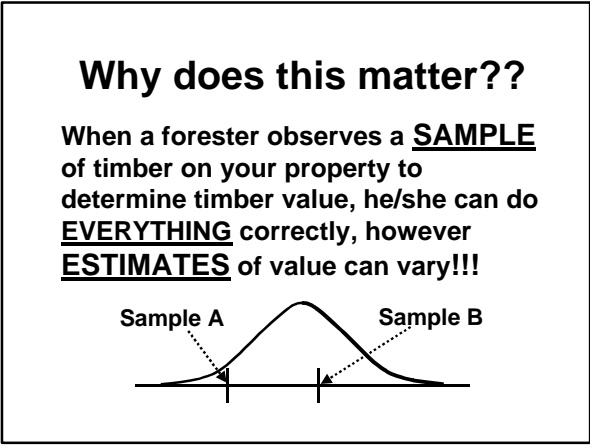 Why does this matter??
When a forester observes a SAMPLE
of timber on your property to
determine timber value, he/she can do
EVERYTHING correctly, however
ESTIMATES of value can vary!!!
Sample A
Sample B